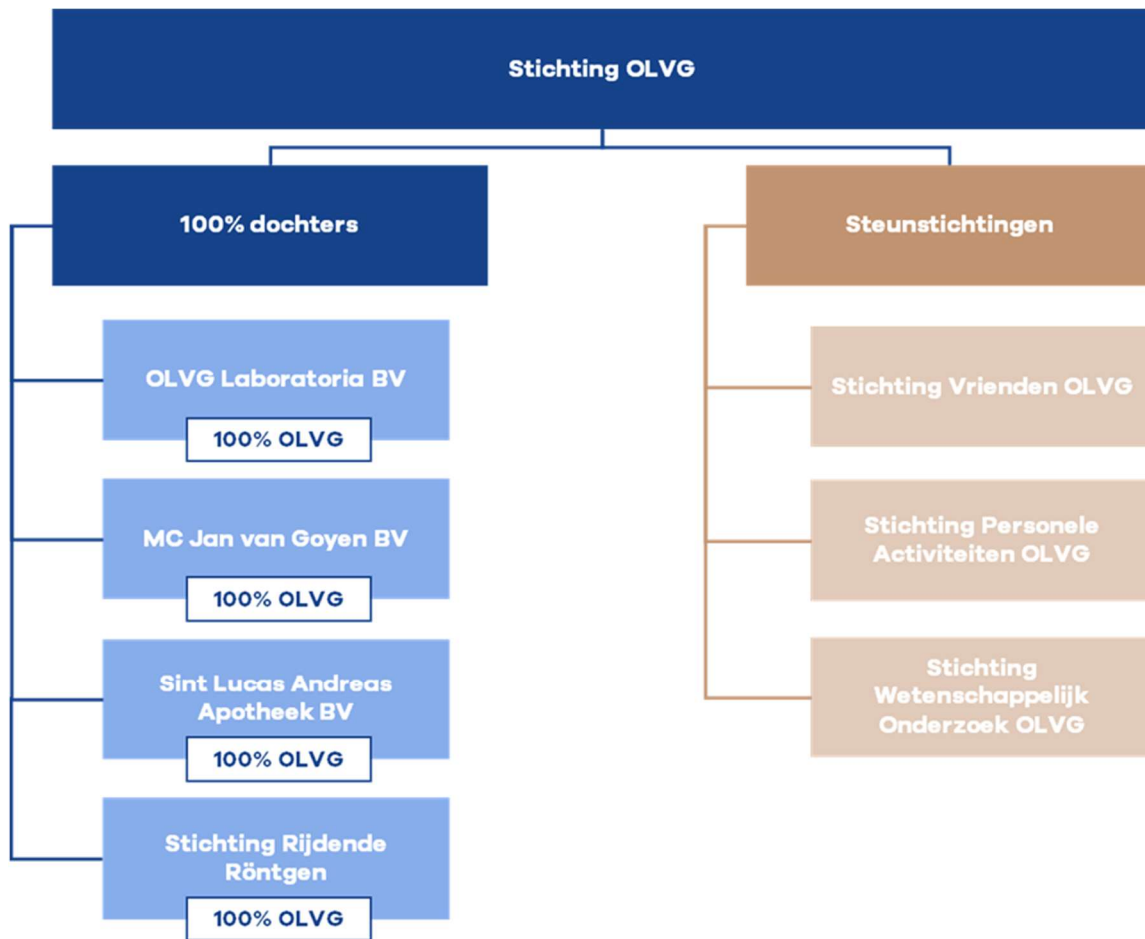 Stichting OLVG
100% dochters
OLVG Laboratoria BV
100% OLVG
MC Jan van Goyen BV
100% OLVG
Sint Lucas Andreas
Apotheek BV
100% OLVG
Stichting Rijdende
Röntgen
100% OLVG
Steunstichtingen
Stichting Vrienden OLVG
Stichting Personele
Activiteiten OLVG
Stichting
Wetenschappelijk
Onderzoek OLVG